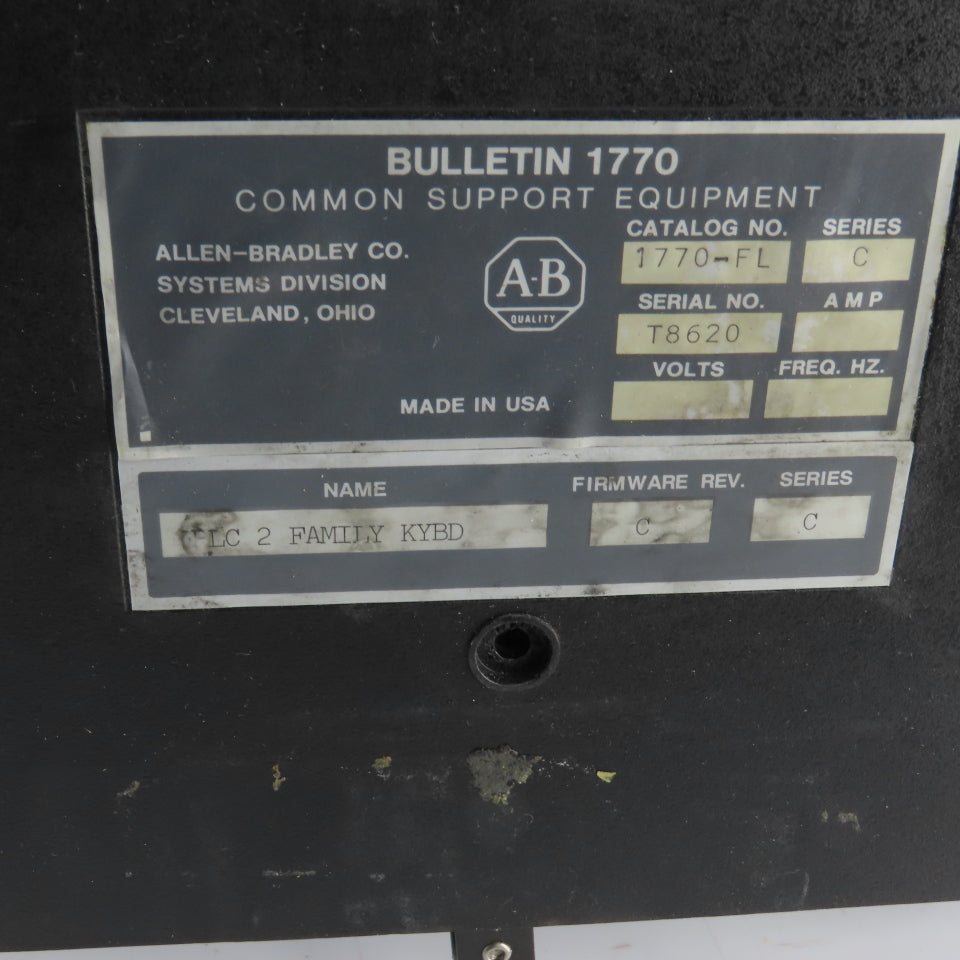 BULLETIN 1770
COMMON SUPPORT EQUIPMENT
ALLEN-BRADLEY CO.
SYSTEMS DIVISION
CLEVELAND, OHIO
A-B
QUALITY
MADE IN USA
CATALOG NO. SERIES
1770-FL C
SERIAL NO. AMP
T8620
VOLTS FREQ. HZ.
NAME FIRMWARE REV. SERIES
LC 2 FAMILY KYBD C C